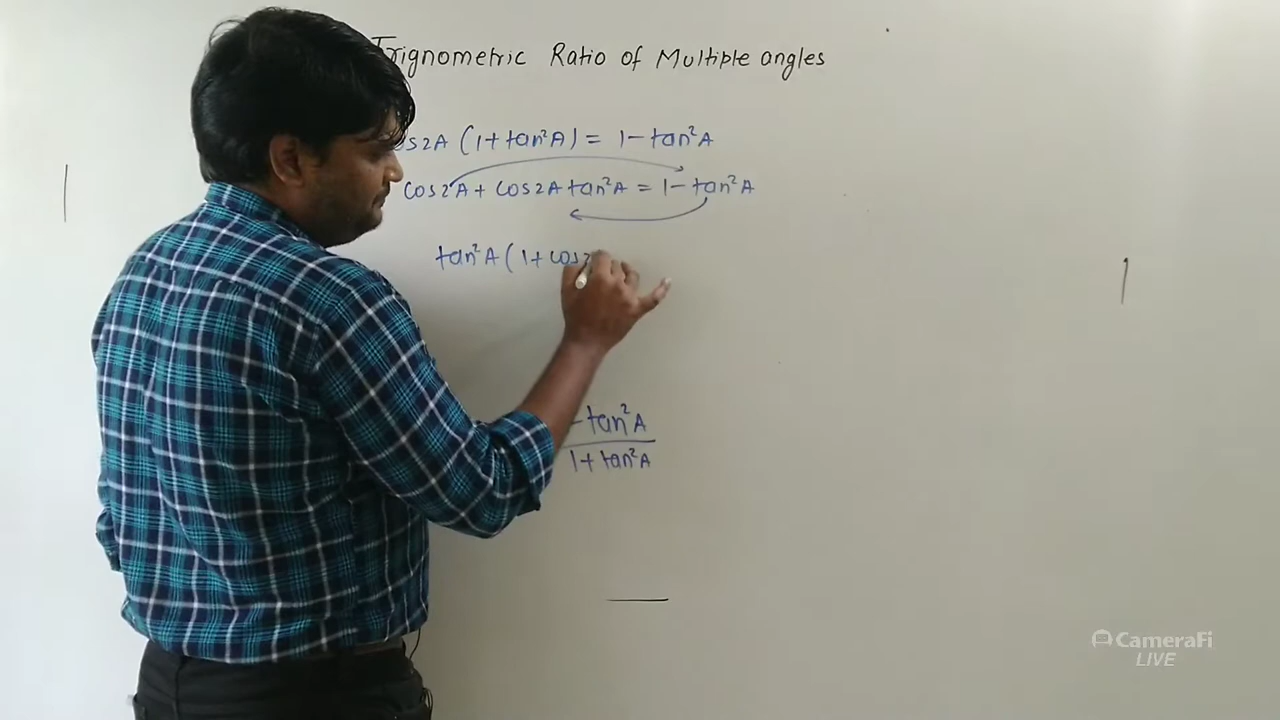 Trignometric Ratio of Multiple angles
os2A (1+tan²A) = 1-tan²A
cos2A + cos2A tan²A = 1-tan²A
tan²A (1+cos2
- tan²A
1+tan²A
CameraFi
LIVE